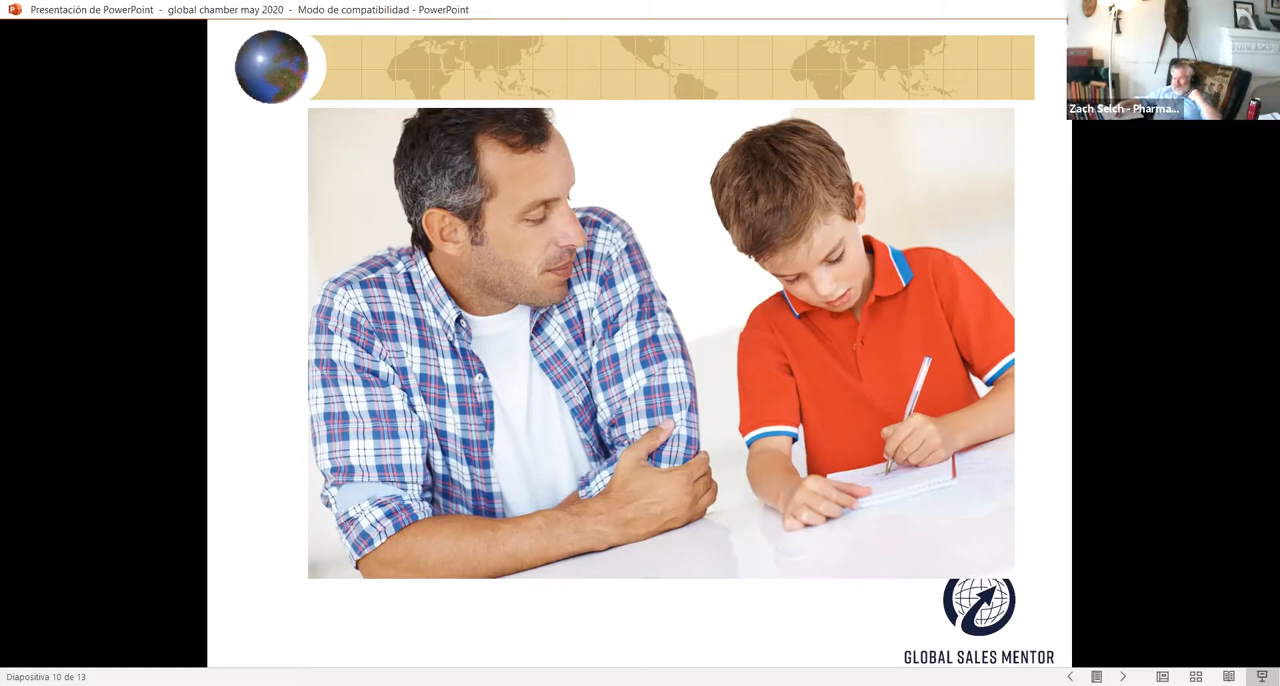 Presentación de PowerPoint - global chamber may 2020 - Modo de compatibilidad - PowerPoint
Zach Selch - Pharma...
GLOBAL SALES MENTOR
Diapositiva 10 de 13